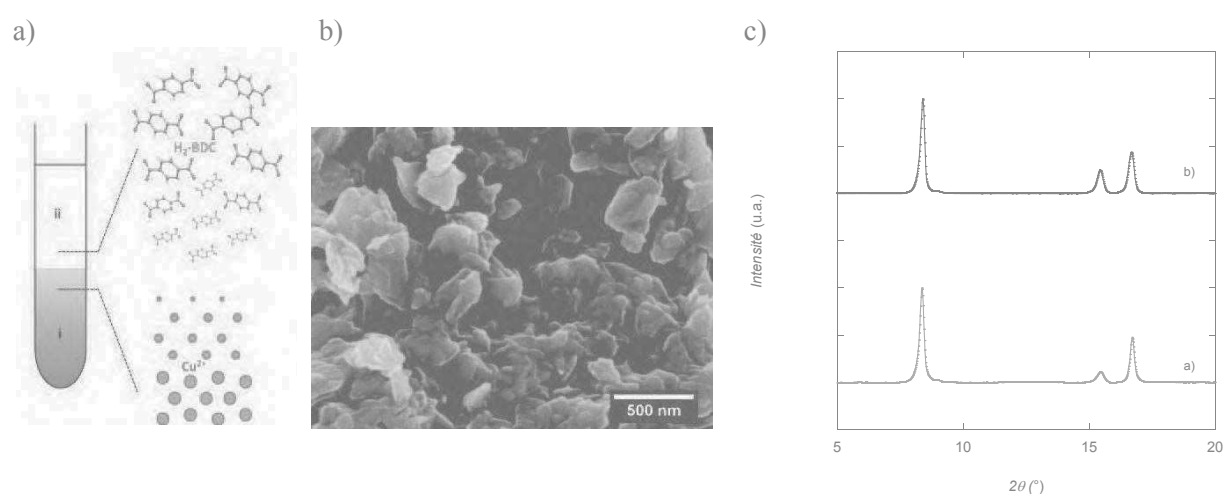 a)
b)
c)
H₂-BDC
ii
i
Cu²⁺
500 nm
Intensité (u.a.)
b)
a)
5
10
15
20
2θ (°)